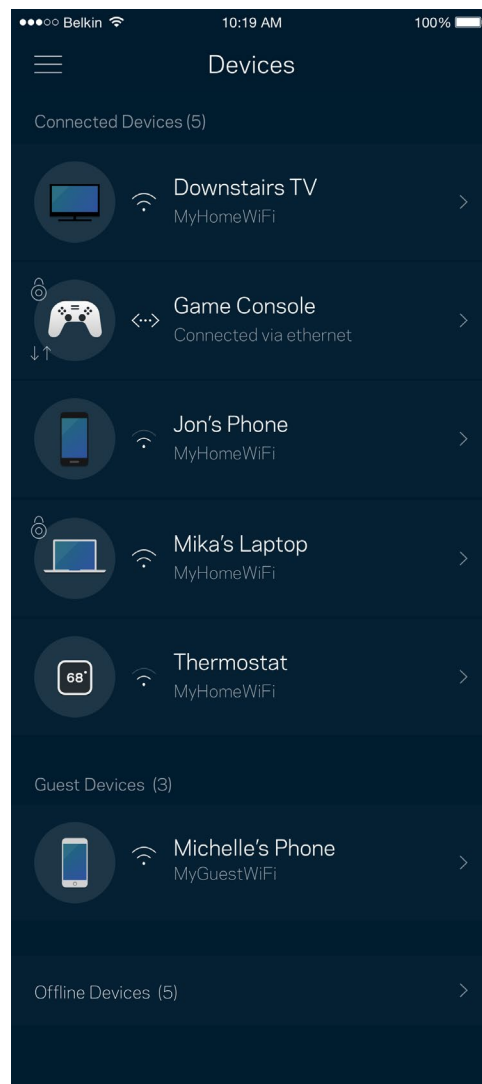 Belkin 10:19 AM 100%
Devices
Connected Devices (5)
Downstairs TV
MyHomeWiFi
Game Console
Connected via ethernet
Jon's Phone
MyHomeWiFi
Mika's Laptop
MyHomeWiFi
68°
Thermostat
MyHomeWiFi
Guest Devices (3)
Michelle's Phone
MyGuestWiFi
Offline Devices (5)